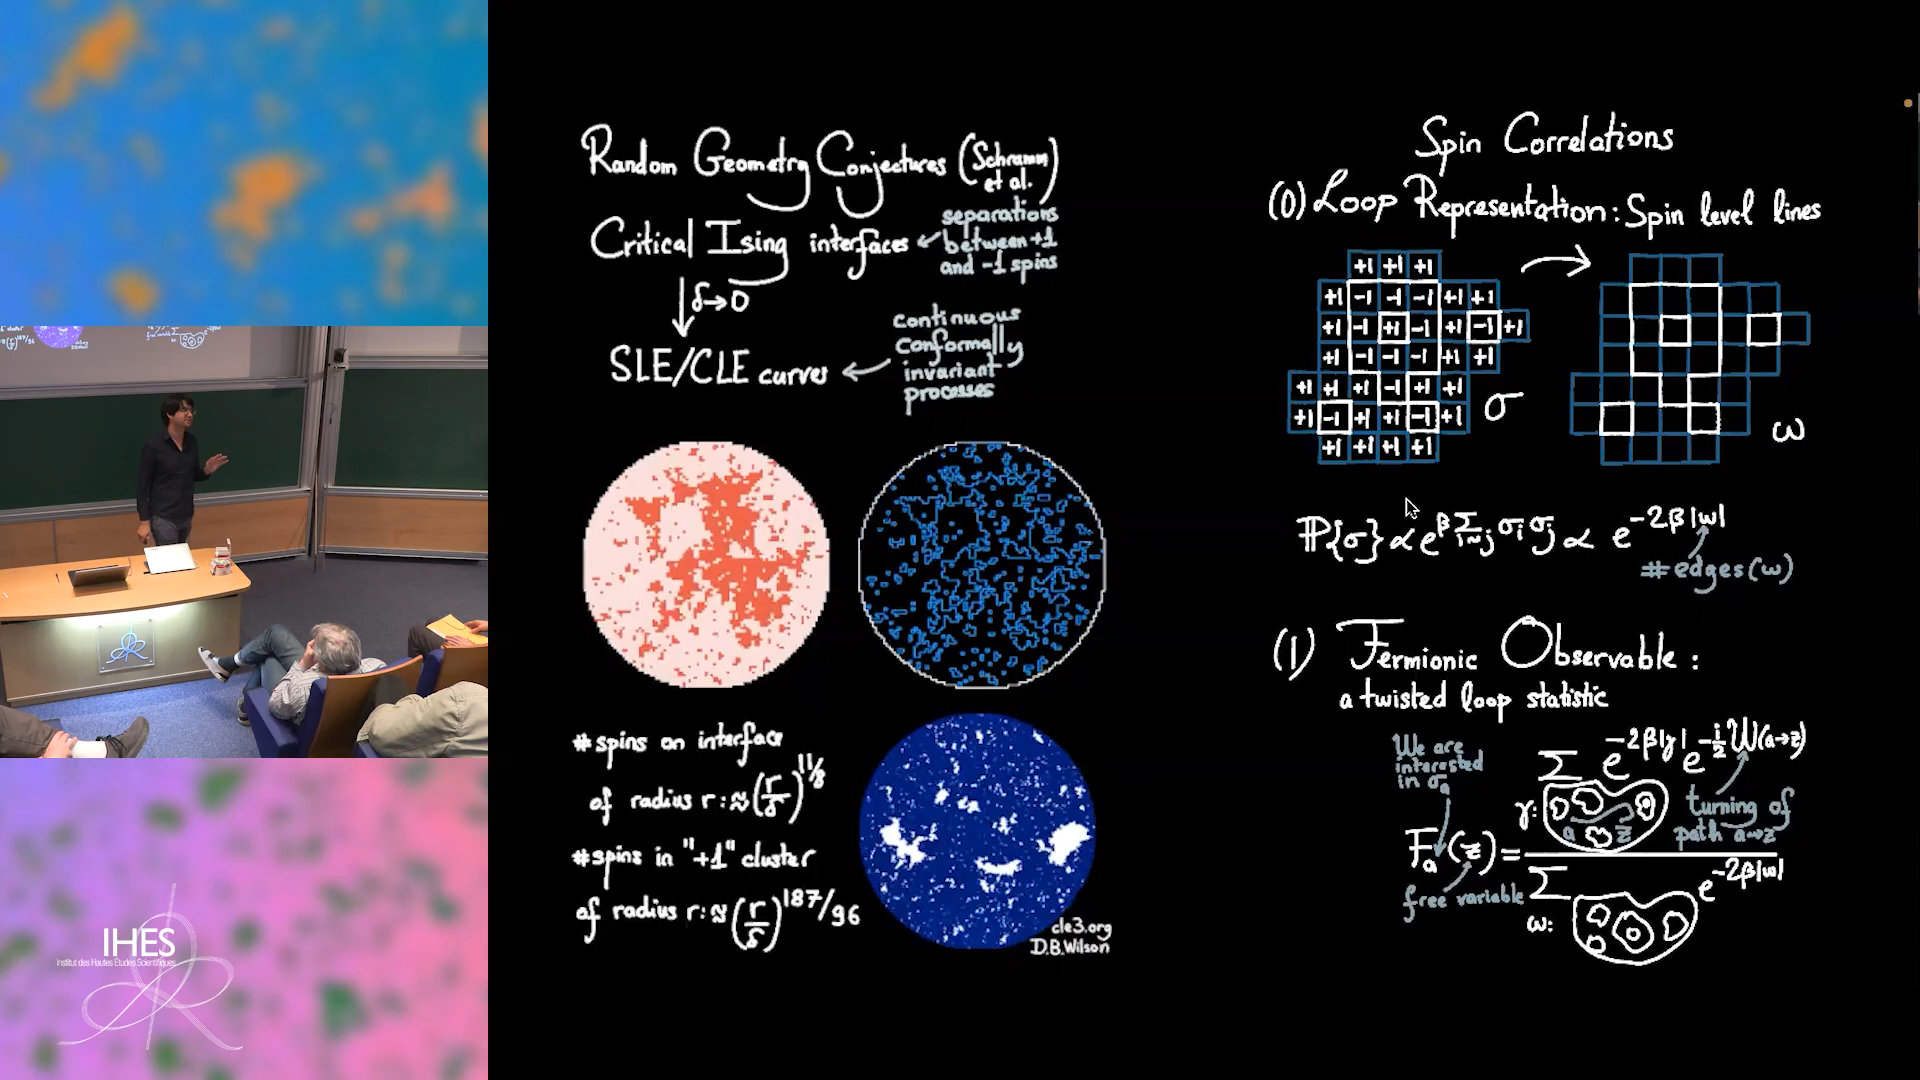 Random Geometry Conjectures (Schramm et al.)
Critical Ising interfaces ← separations between +1 and -1 spins
↓ δ→0
SLE/CLE curves ← continuous conformally invariant processes
# spins on interface
of radius r: ≈ (r/δ)^11/8
# spins in "+1" cluster
of radius r: ≈ (r/δ)^187/96
cle3.org
D.B.Wilson
Spin Correlations
(0) Loop Representation: Spin level lines
+1 +1 +1
+1 -1 -1 -1 +1 +1
+1 -1 +1 -1 +1 -1 +1
+1 -1 -1 -1 +1 +1
+1 +1 +1 -1 +1 +1
+1 -1 +1 +1 -1 +1
+1 +1 +1 +1
σ
ω
P{σ} ∝ e^β Σ_i~j σ_i σ_j ∝ e^-2β|ω|
# edges(ω)
(1) Fermionic Observable:
a twisted loop statistic
We are
interested
in σ_a
Σ e^-2β|γ| e^-i/2 W(a→z)
γ: a z
turning of
path a→z
F_a(z) =
free variable
Σ e^-2β|ω|
ω:
IHES
Institut des Hautes Études Scientifiques